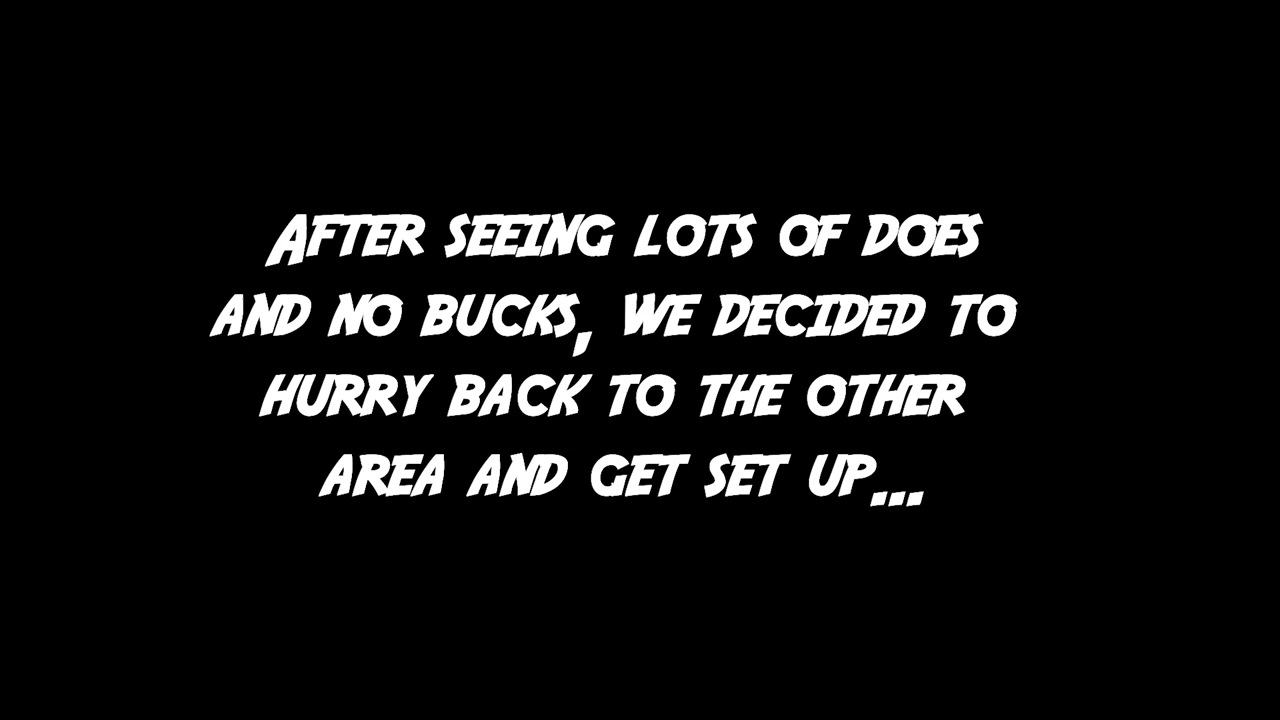 After seeing lots of does
and no bucks, we decided to
hurry back to the other
area and get set up...